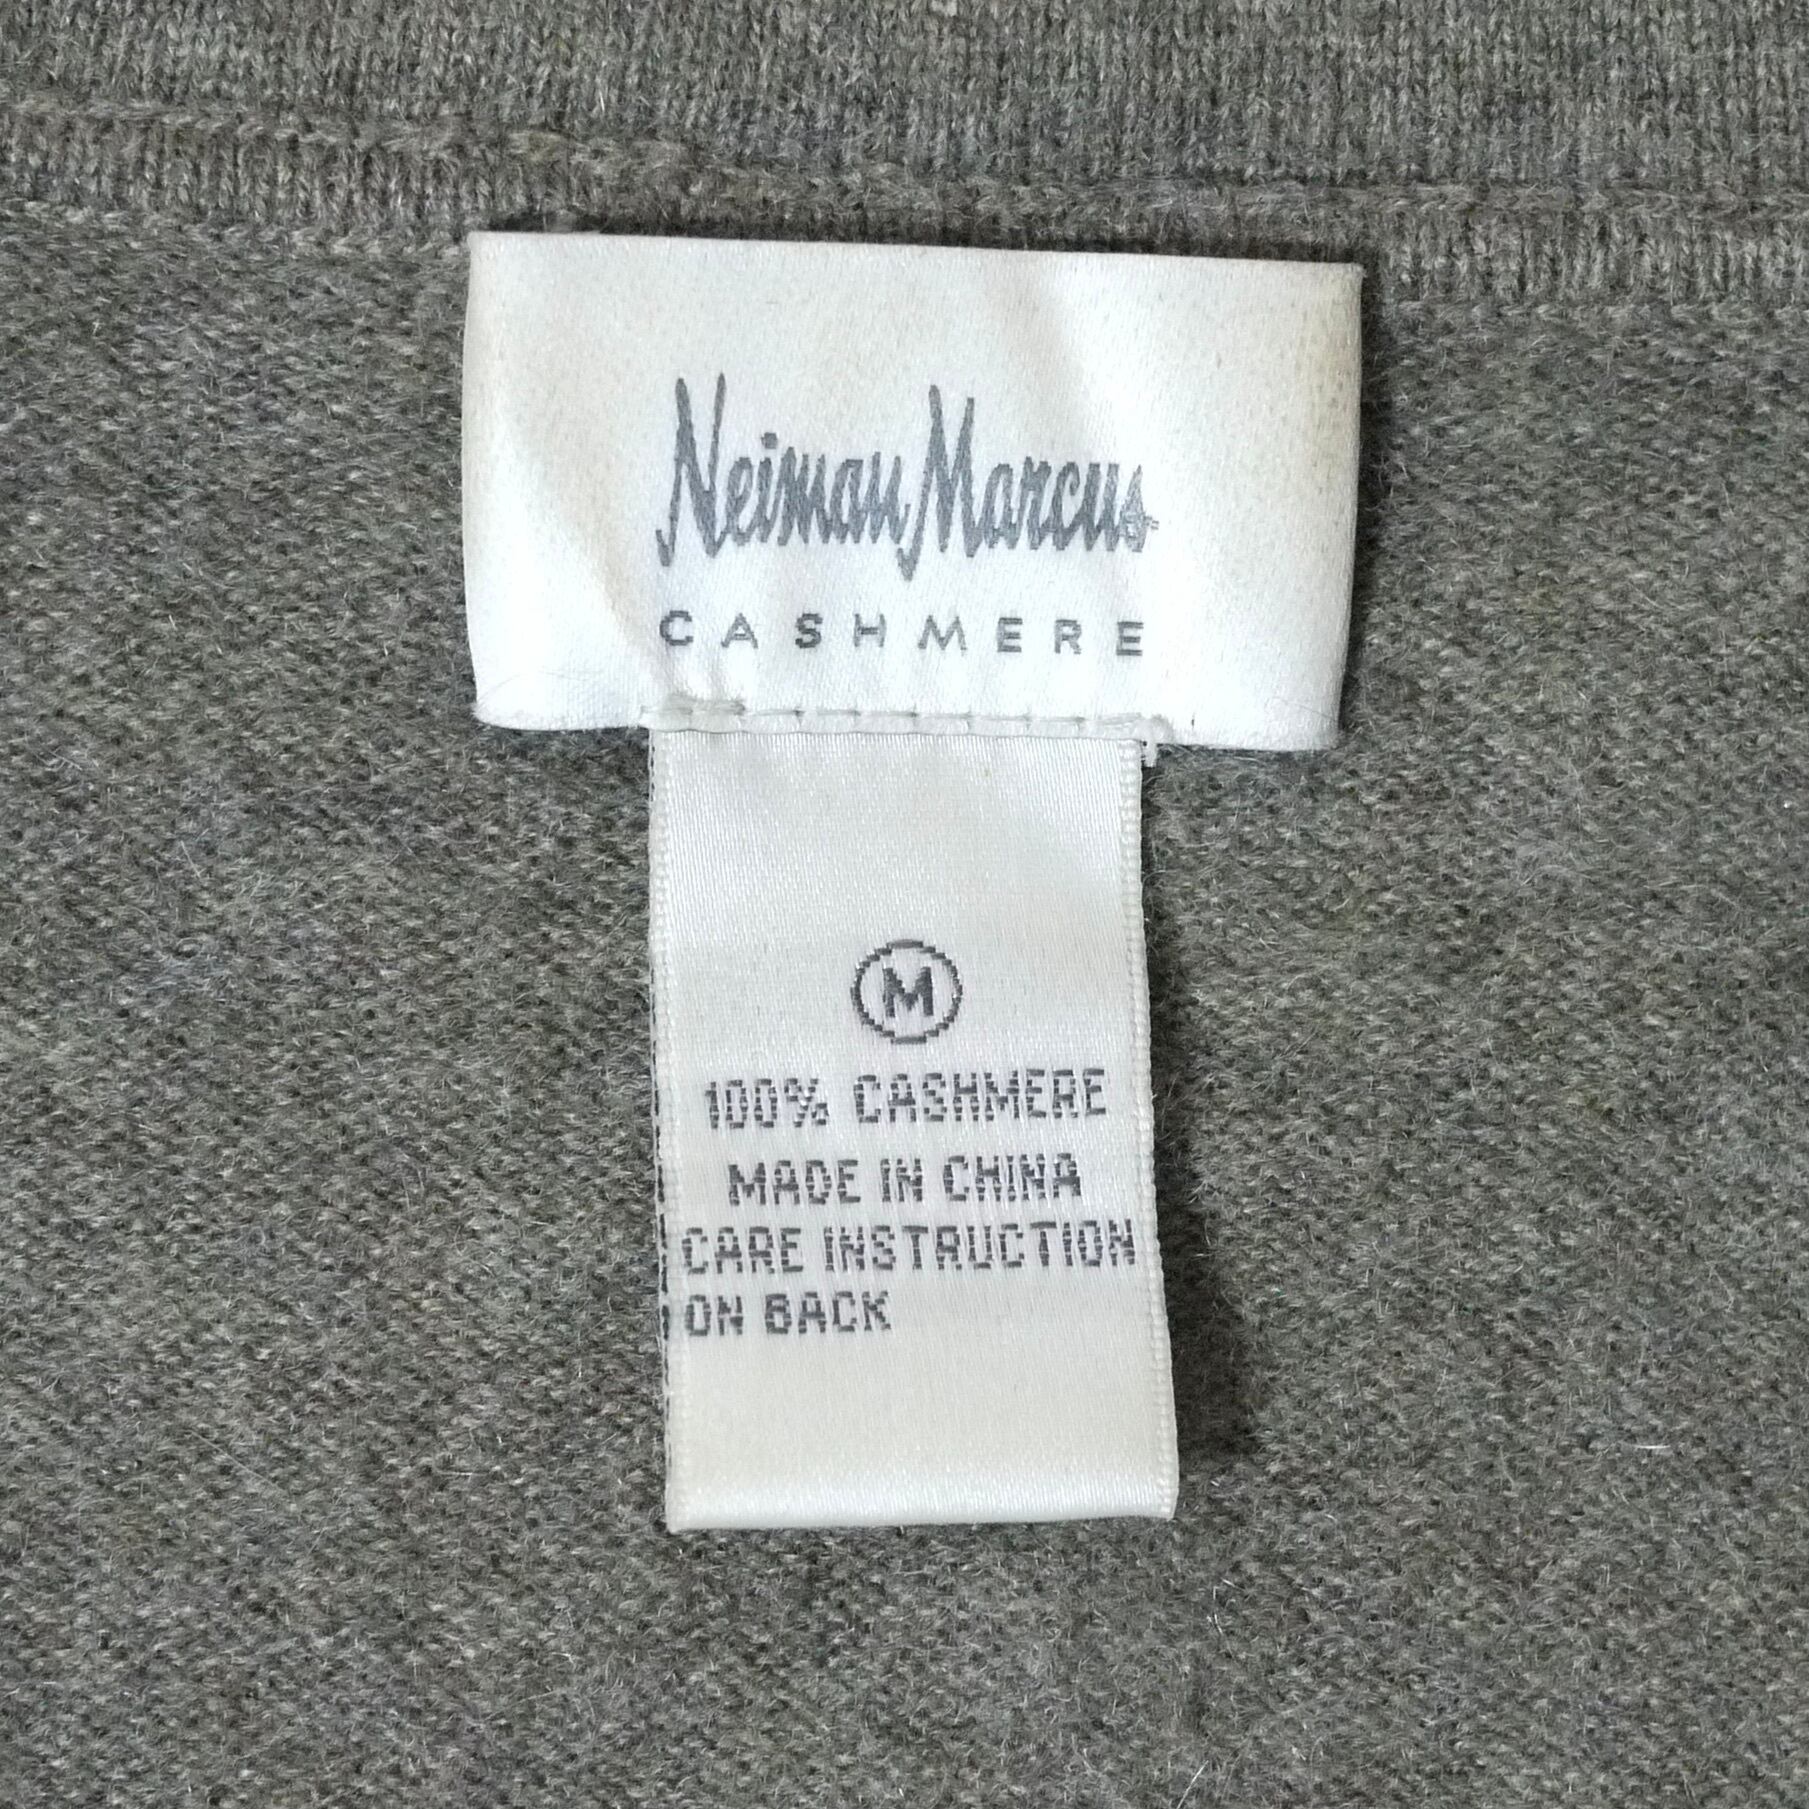 Neiman Marcus
CASHMERE
M
100% CASHMERE
MADE IN CHINA
CARE INSTRUCTION
ON BACK